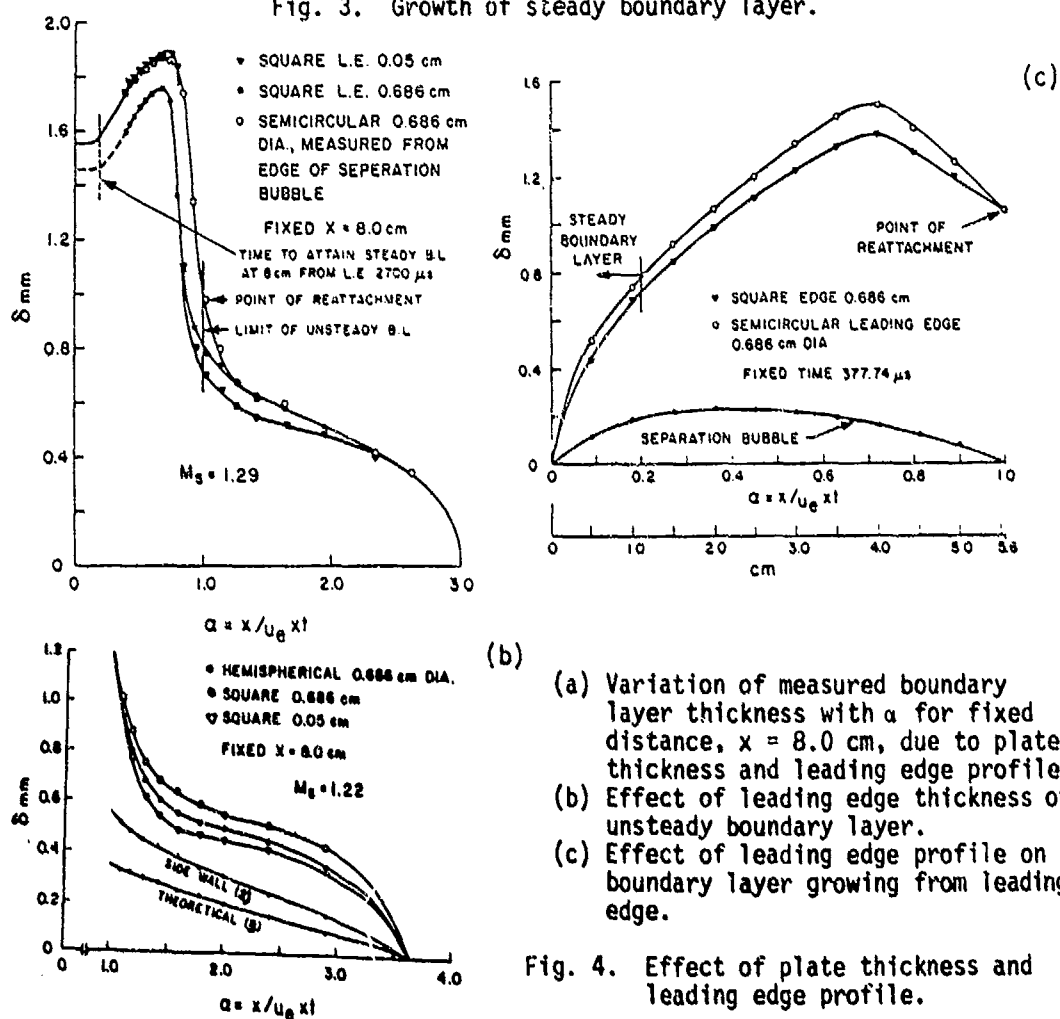 Fig. 3. Growth of steady boundary layer.
2.0
1.6
1.2
0.8
0.4
0
δ mm
▼ SQUARE L.E. 0.05 cm
• SQUARE L.E. 0.686 cm
○ SEMICIRCULAR 0.686 cm
DIA., MEASURED FROM
EDGE OF SEPERATION
BUBBLE
FIXED X = 8.0 cm
TIME TO ATTAIN STEADY B.L
AT 8 cm FROM L.E 2700 µs
POINT OF REATTACHMENT
LIMIT OF UNSTEADY B.L
Ms = 1.29
0.0 1.0 2.0 3.0
α = x/ue xt
(c)
1.6
1.2
0.8
0.4
0
δ mm
STEADY
BOUNDARY
LAYER
POINT OF
REATTACHMENT
▼ SQUARE EDGE 0.686 cm
○ SEMICIRCULAR LEADING EDGE
0.686 cm DIA
FIXED TIME 377.74 µs
SEPARATION BUBBLE
0 0.2 0.4 0.6 0.8 1.0
α = x/ue xt
0 1.0 2.0 3.0 4.0 5.0 5.6
cm
(b)
1.2
1.0
0.8
0.6
0.4
0.2
0
δ mm
• HEMISPHERICAL 0.686 cm DIA.
• SQUARE 0.686 cm
▽ SQUARE 0.05 cm
FIXED X = 8.0 cm
Ms = 1.22
SIDE WALL
THEORETICAL
0.0 1.0 2.0 3.0 4.0
α = x/ue xt
(a) Variation of measured boundary
layer thickness with α for fixed
distance, x = 8.0 cm, due to plate
thickness and leading edge profile
(b) Effect of leading edge thickness o
unsteady boundary layer.
(c) Effect of leading edge profile on
boundary layer growing from leading
edge.
Fig. 4. Effect of plate thickness and
leading edge profile.